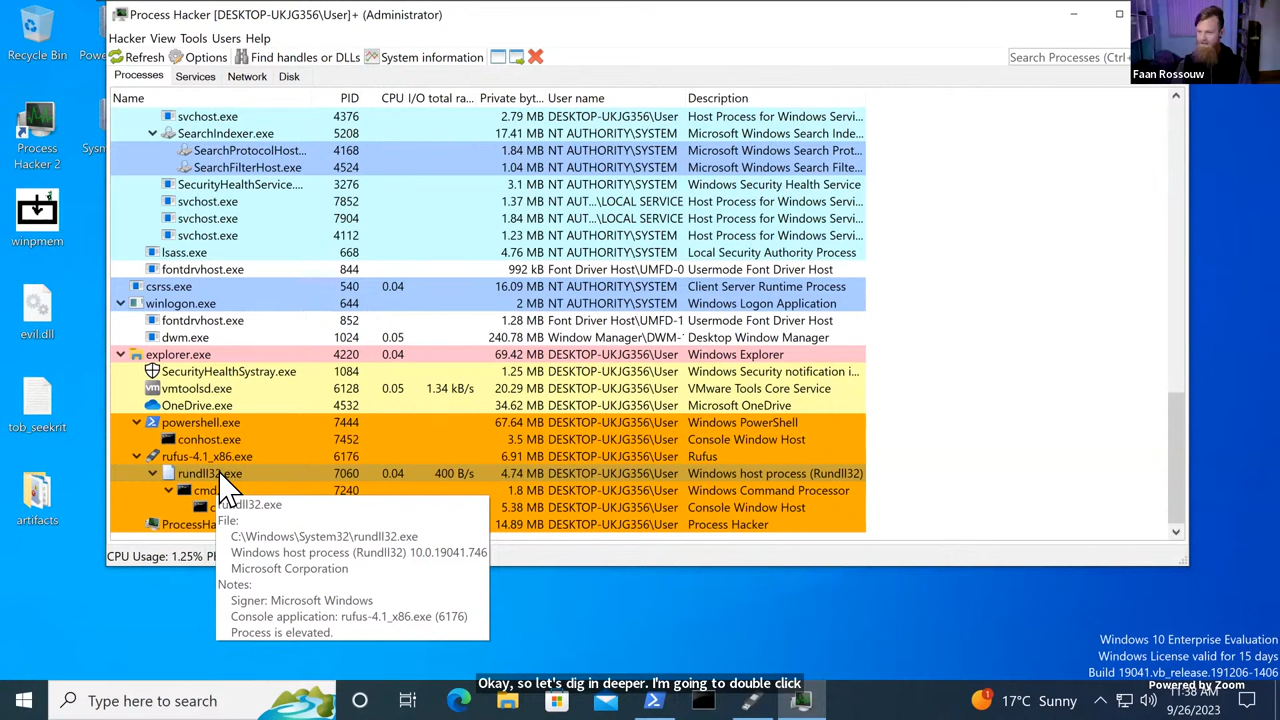 Process Hacker [DESKTOP-UKJG356\User]+ (Administrator)
Hacker View Tools Users Help
Refresh Options Find handles or DLLs System information Search Processes (Ctrl+
Processes Services Network Disk
Name PID CPU I/O total ra... Private byt... User name Description
svchost.exe 4376 2.79 MB DESKTOP-UKJG356\User Host Process for Windows Servi...
SearchIndexer.exe 5208 17.41 MB NT AUTHORITY\SYSTEM Microsoft Windows Search Inde...
SearchProtocolHost... 4168 1.84 MB NT AUTHORITY\SYSTEM Microsoft Windows Search Prot...
SearchFilterHost.exe 4524 1.04 MB NT AUTHORITY\SYSTEM Microsoft Windows Search Filte...
SecurityHealthService.... 3276 3.1 MB NT AUTHORITY\SYSTEM Windows Security Health Service
svchost.exe 7852 1.37 MB NT AUT...\LOCAL SERVICE Host Process for Windows Servi...
svchost.exe 7904 1.84 MB NT AUTHORITY\SYSTEM Host Process for Windows Servi...
svchost.exe 4112 1.23 MB NT AUTHORITY\SYSTEM Host Process for Windows Servi...
lsass.exe 668 4.76 MB NT AUTHORITY\SYSTEM Local Security Authority Process
fontdrvhost.exe 844 992 kB Font Driver Host\UMFD-0 Usermode Font Driver Host
csrss.exe 540 0.04 16.09 MB NT AUTHORITY\SYSTEM Client Server Runtime Process
winlogon.exe 644 2 MB NT AUTHORITY\SYSTEM Windows Logon Application
fontdrvhost.exe 852 1.28 MB Font Driver Host\UMFD-1 Usermode Font Driver Host
dwm.exe 1024 0.05 240.78 MB Window Manager\DWM-1 Desktop Window Manager
explorer.exe 4220 0.04 69.42 MB DESKTOP-UKJG356\User Windows Explorer
SecurityHealthSystray.exe 1084 1.25 MB DESKTOP-UKJG356\User Windows Security notification i...
vmtoolsd.exe 6128 0.05 1.34 kB/s 20.29 MB DESKTOP-UKJG356\User VMware Tools Core Service
OneDrive.exe 4532 34.62 MB DESKTOP-UKJG356\User Microsoft OneDrive
powershell.exe 7444 67.64 MB DESKTOP-UKJG356\User Windows PowerShell
conhost.exe 7452 3.5 MB DESKTOP-UKJG356\User Console Window Host
rufus-4.1_x86.exe 6176 6.91 MB DESKTOP-UKJG356\User Rufus
rundll32.exe 7060 0.04 400 B/s 4.74 MB DESKTOP-UKJG356\User Windows host process (Rundll32)
cmd 7240 1.8 MB DESKTOP-UKJG356\User Windows Command Processor
c 5.38 MB DESKTOP-UKJG356\User Console Window Host
ProcessHa 14.89 MB DESKTOP-UKJG356\User Process Hacker
CPU Usage: 1.25% P
rundll32.exe
File:
C:\Windows\System32\rundll32.exe
Windows host process (Rundll32) 10.0.19041.746
Microsoft Corporation
Notes:
Signer: Microsoft Windows
Console application: rufus-4.1_x86.exe (6176)
Process is elevated.
Recycle Bin
Process
Hacker 2
winpmem
evil.dll
tob_seekrit
artifacts
Faan Rossouw
Windows 10 Enterprise Evaluation
Windows License valid for 15 days
Build 19041.vb_release.191206-1406
Okay, so let's dig in deeper. I'm going to double click
Powered by Zoom
Type here to search
1
17°C Sunny
9/26/2023